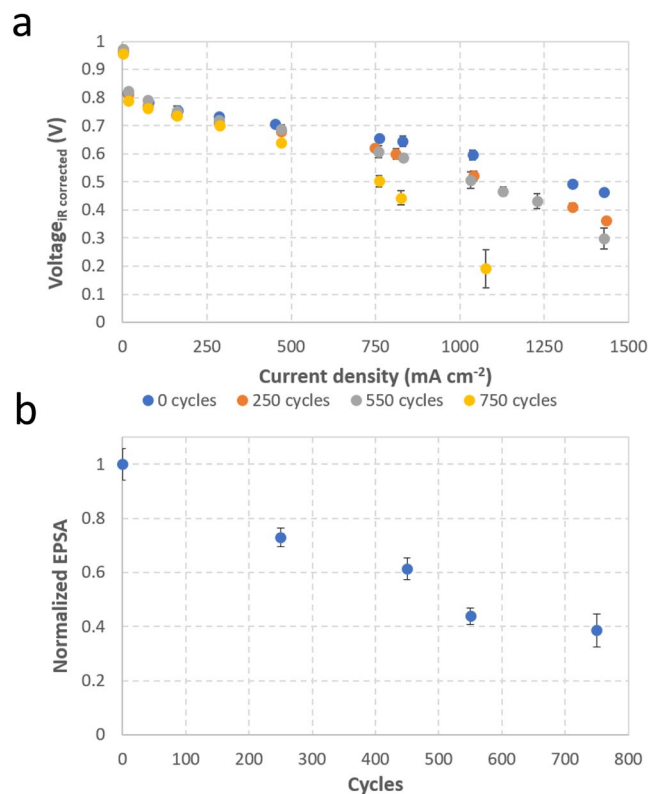 a
1
0.9
0.8
0.7
0.6
0.5
0.4
0.3
0.2
0.1
0
Voltage iR corrected (V)
0 250 500 750 1000 1250 1500
Current density (mA cm⁻²)
0 cycles 250 cycles 550 cycles 750 cycles
b
1
0.8
0.6
0.4
0.2
0
Normalized EPSA
0 100 200 300 400 500 600 700 800
Cycles